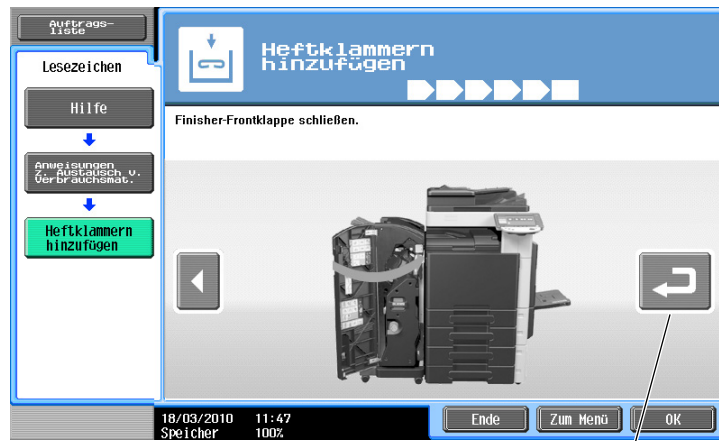 Auftrags-
liste
Lesezeichen
Hilfe
Anweisungen
z. Austausch v.
Verbrauchsmat.
Heftklammern
hinzufügen
Heftklammern
hinzufügen
Finisher-Frontklappe schließen.
18/03/2010 11:47
Speicher 100%
Ende
Zum Menü
OK